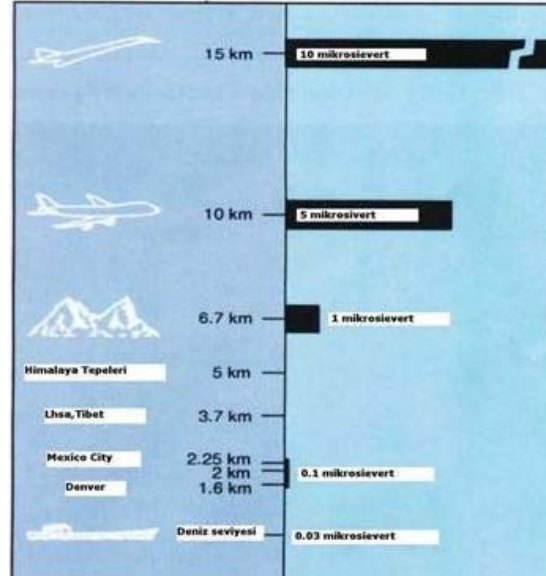 15 km 10 mikrosievert
10 km 5 mikrosivert
6.7 km 1 mikrosievert
Himalaya Tepeleri 5 km
Lhsa,Tibet 3.7 km
Mexico City 2.25 km
2 km 0.1 mikrosievert
Denver 1.6 km
Deniz seviyesi 0.03 mikrosievert